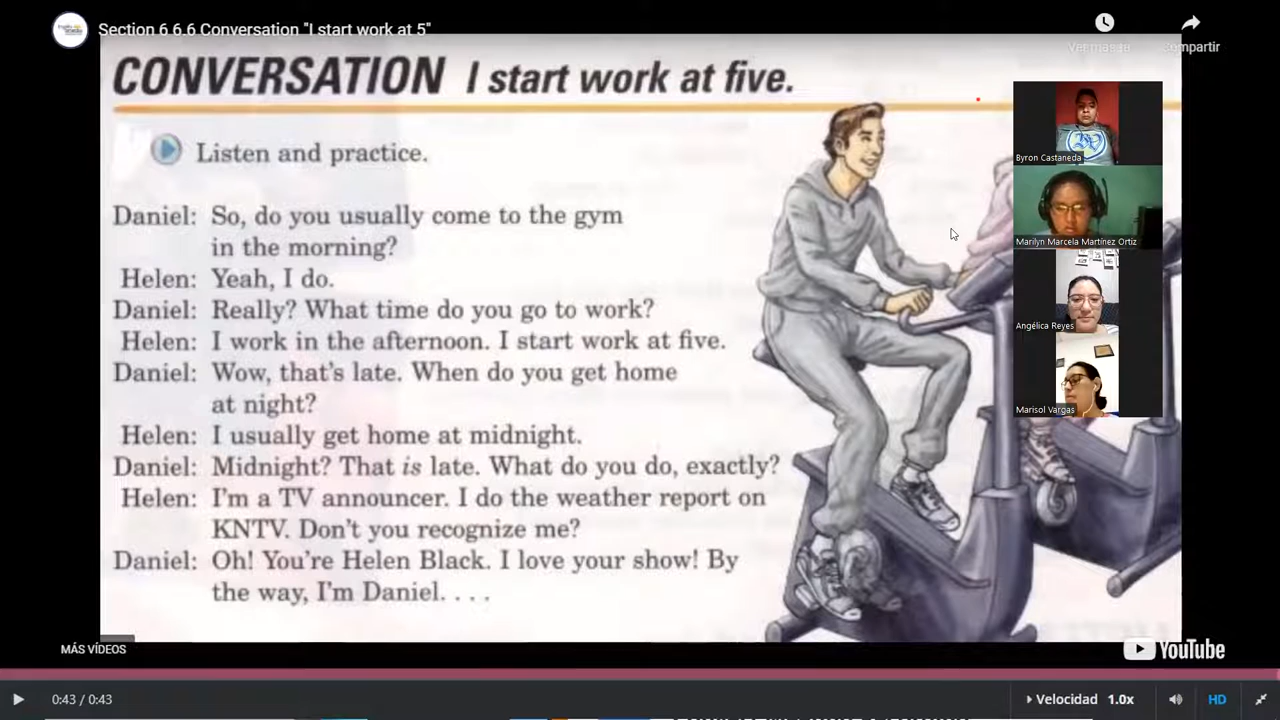 Section 6 6.6 Conversation "I start work at 5"
Ver más ta
Compartir
CONVERSATION I start work at five.
Listen and practice.
Daniel: So, do you usually come to the gym
in the morning?
Helen: Yeah, I do.
Daniel: Really? What time do you go to work?
Helen: I work in the afternoon. I start work at five.
Daniel: Wow, that's late. When do you get home
at night?
Helen: I usually get home at midnight.
Daniel: Midnight? That is late. What do you do, exactly?
Helen: I'm a TV announcer. I do the weather report on
KNTV. Don't you recognize me?
Daniel: Oh! You're Helen Black. I love your show! By
the way, I'm Daniel. . . .
Byron Castaneda
Marilyn Marcela Martínez Ortiz
Angélica Reyes
Marisol Vargas
MÁS VÍDEOS
YouTube
0:43 / 0:43
Velocidad 1.0x
HD